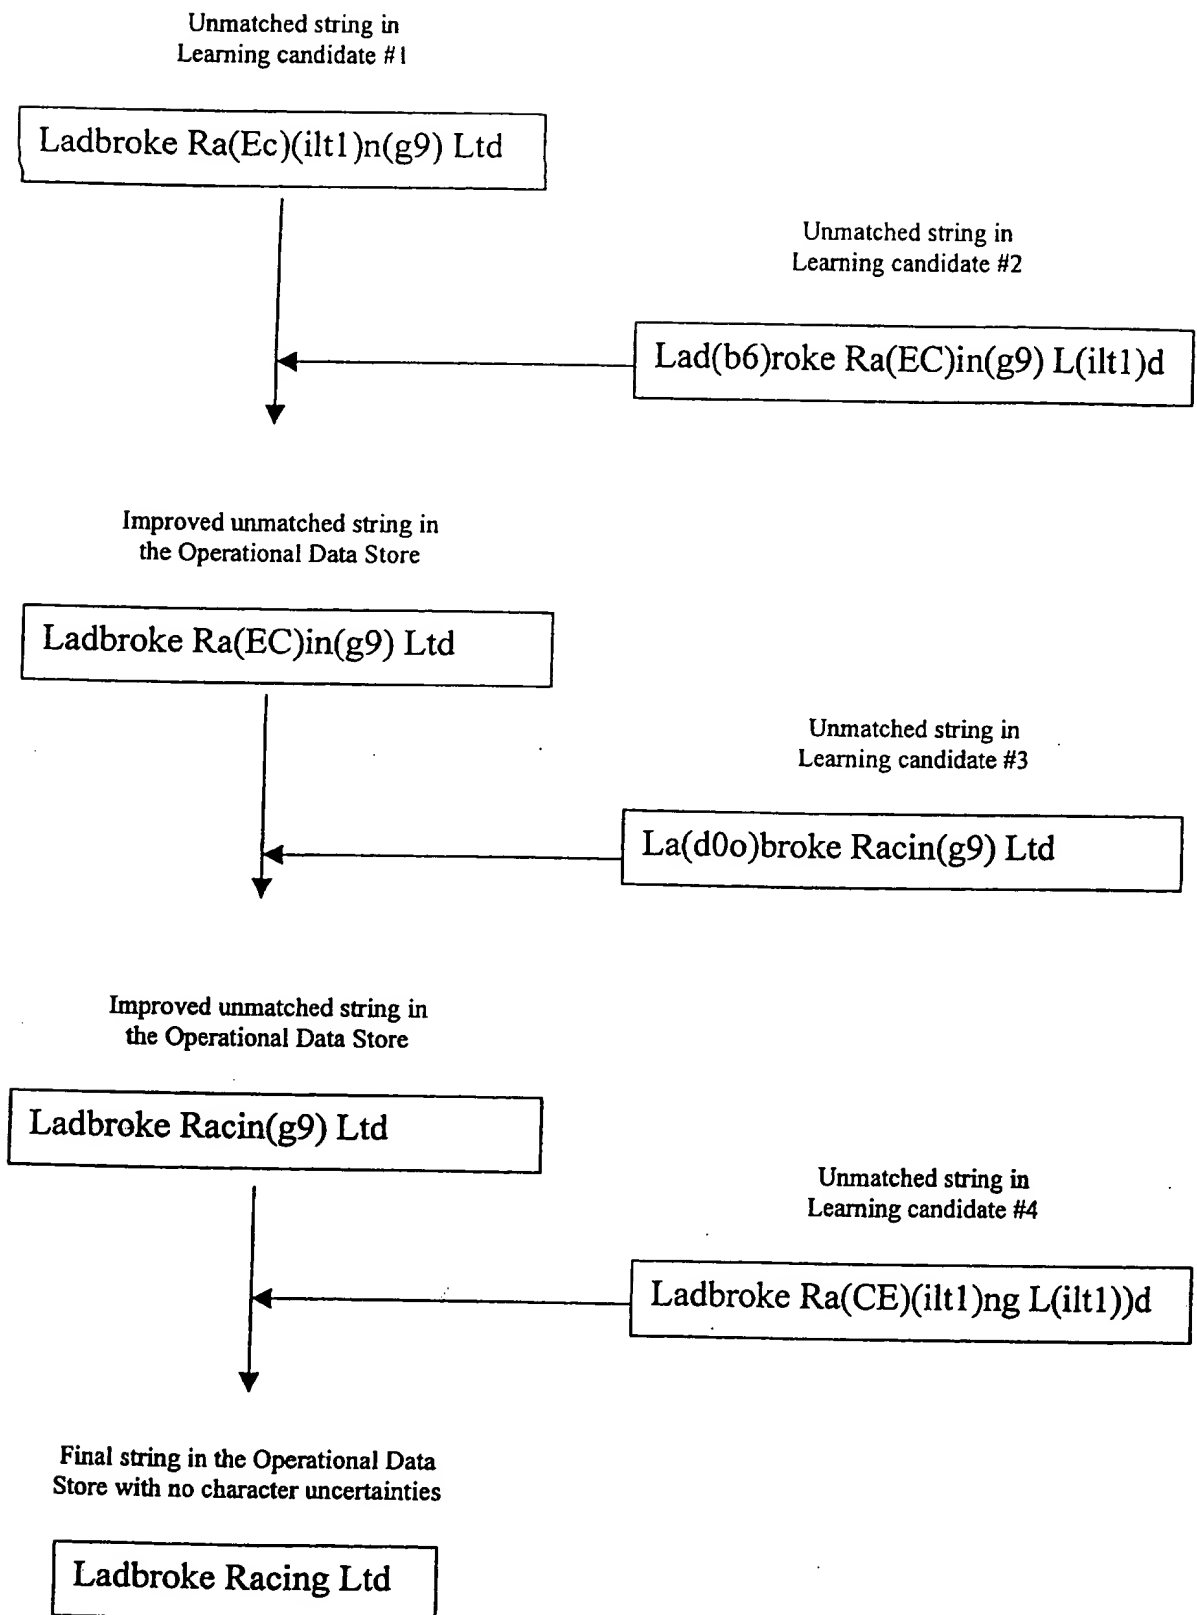 Unmatched string in
Learning candidate #1
Ladbroke Ra(Ec)(ilt1)n(g9) Ltd
Unmatched string in
Learning candidate #2
Lad(b6)roke Ra(EC)in(g9) L(ilt1)d
Improved unmatched string in
the Operational Data Store
Ladbroke Ra(EC)in(g9) Ltd
Unmatched string in
Learning candidate #3
La(d0o)broke Racin(g9) Ltd
Improved unmatched string in
the Operational Data Store
Ladbroke Racin(g9) Ltd
Unmatched string in
Learning candidate #4
Ladbroke Ra(CE)(ilt1)ng L(ilt1))d
Final string in the Operational Data
Store with no character uncertainties
Ladbroke Racing Ltd